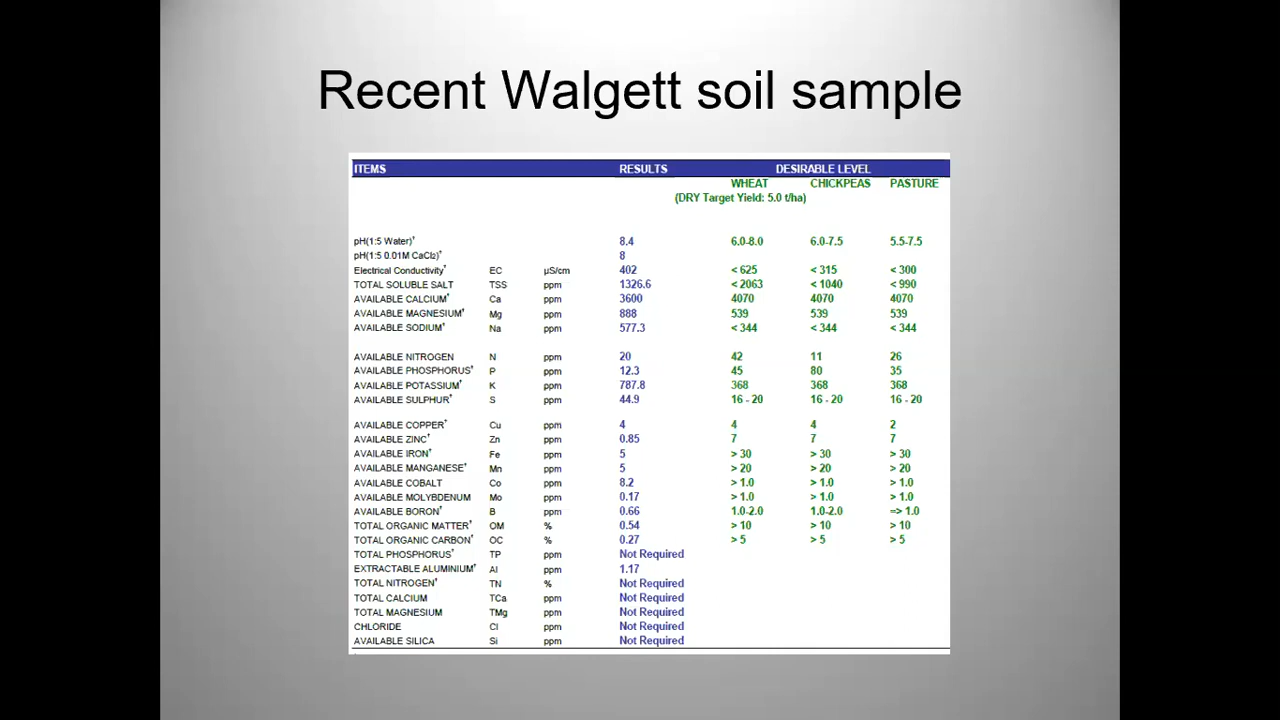 Recent Walgett soil sample
ITEMS RESULTS DESIRABLE LEVEL
WHEAT CHICKPEAS PASTURE
(DRY Target Yield: 5.0 t/ha)
pH(1:5 Water)† 8.4 6.0-8.0 6.0-7.5 5.5-7.5
pH(1:5 0.01M CaCl2)† 8
Electrical Conductivity† EC µS/cm 402 < 625 < 315 < 300
TOTAL SOLUBLE SALT TSS ppm 1326.6 < 2063 < 1040 < 990
AVAILABLE CALCIUM† Ca ppm 3600 4070 4070 4070
AVAILABLE MAGNESIUM† Mg ppm 888 539 539 539
AVAILABLE SODIUM† Na ppm 577.3 < 344 < 344 < 344
AVAILABLE NITROGEN N ppm 20 42 11 26
AVAILABLE PHOSPHORUS† P ppm 12.3 45 80 35
AVAILABLE POTASSIUM† K ppm 787.8 368 368 368
AVAILABLE SULPHUR† S ppm 44.9 16 - 20 16 - 20 16 - 20
AVAILABLE COPPER† Cu ppm 4 4 4 2
AVAILABLE ZINC† Zn ppm 0.85 7 7 7
AVAILABLE IRON† Fe ppm 5 > 30 > 30 > 30
AVAILABLE MANGANESE† Mn ppm 5 > 20 > 20 > 20
AVAILABLE COBALT Co ppm 8.2 > 1.0 > 1.0 > 1.0
AVAILABLE MOLYBDENUM Mo ppm 0.17 > 1.0 > 1.0 > 1.0
AVAILABLE BORON† B ppm 0.66 1.0-2.0 1.0-2.0 => 1.0
TOTAL ORGANIC MATTER† OM % 0.54 > 10 > 10 > 10
TOTAL ORGANIC CARBON† OC % 0.27 > 5 > 5 > 5
TOTAL PHOSPHORUS† TP ppm Not Required
EXTRACTABLE ALUMINIUM† Al ppm 1.17
TOTAL NITROGEN† TN % Not Required
TOTAL CALCIUM TCa ppm Not Required
TOTAL MAGNESIUM TMg ppm Not Required
CHLORIDE Cl ppm Not Required
AVAILABLE SILICA Si ppm Not Required